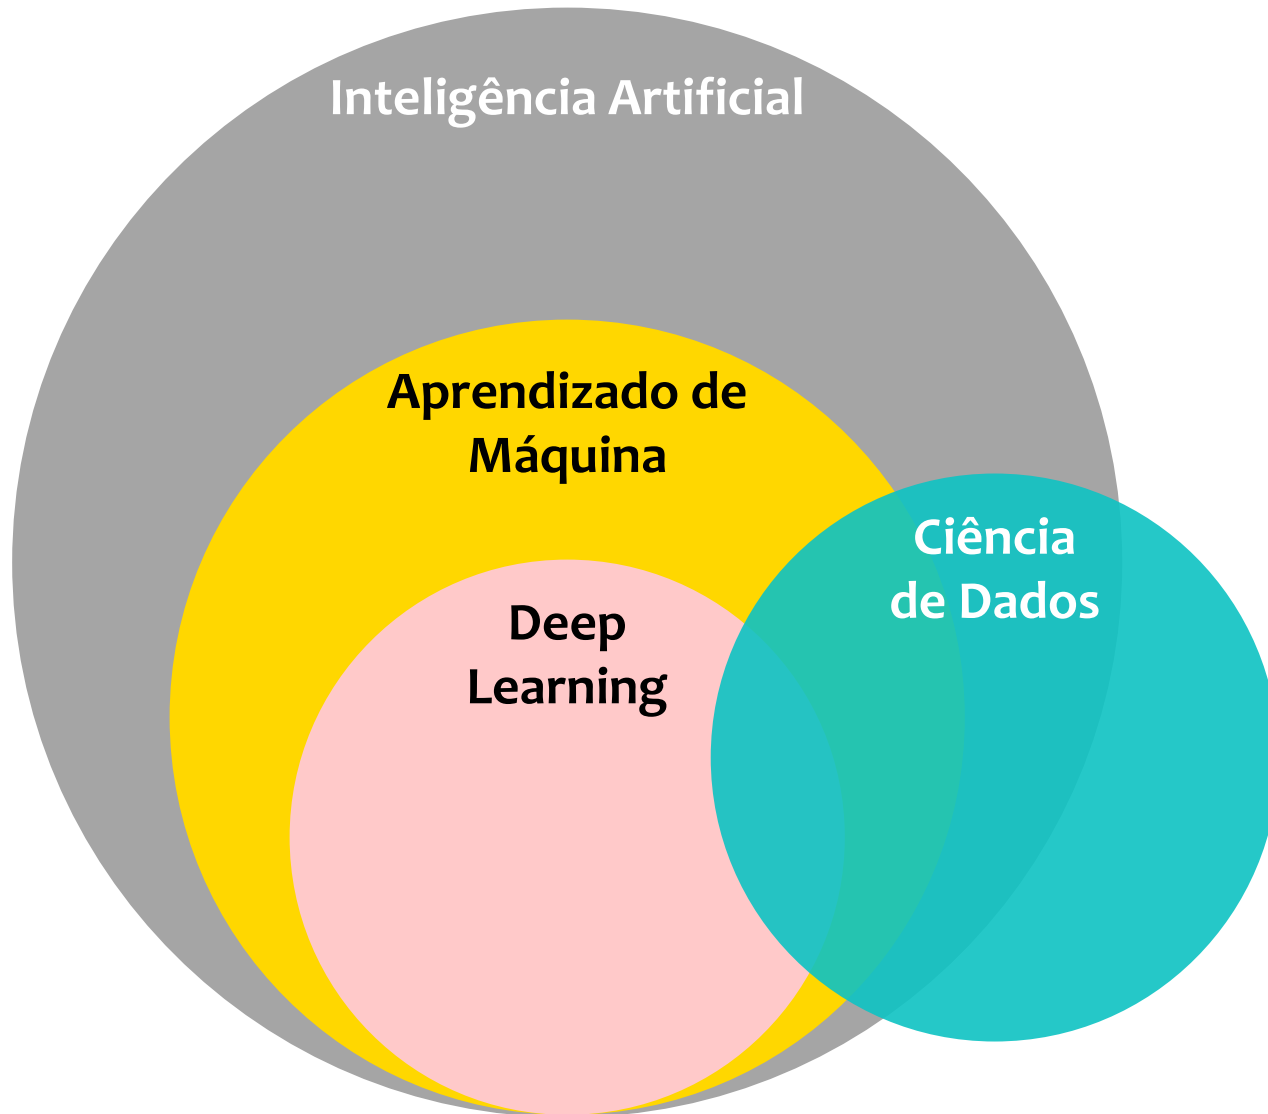 Inteligência Artificial
Aprendizado de
Máquina
Ciência
de Dados
Deep
Learning